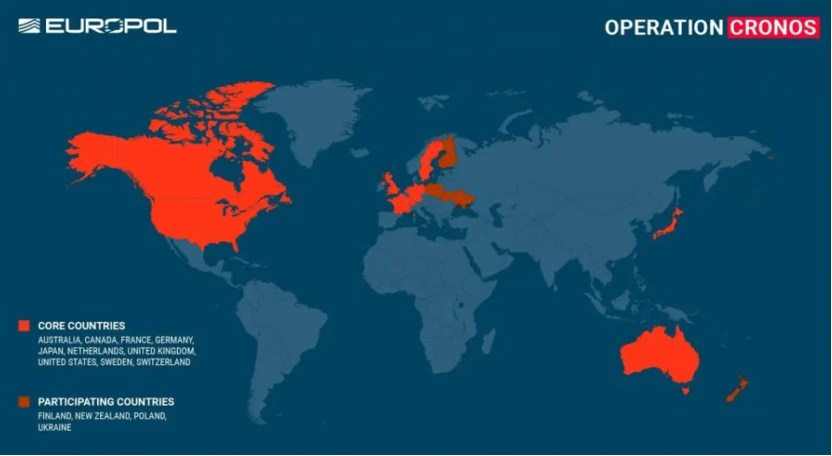 EUROPOL
OPERATION CRONOS
CORE COUNTRIES
AUSTRALIA, CANADA, FRANCE, GERMANY,
JAPAN, NETHERLANDS, UNITED KINGDOM,
UNITED STATES, SWEDEN, SWITZERLAND
PARTICIPATING COUNTRIES
FINLAND, NEW ZEALAND, POLAND,
UKRAINE